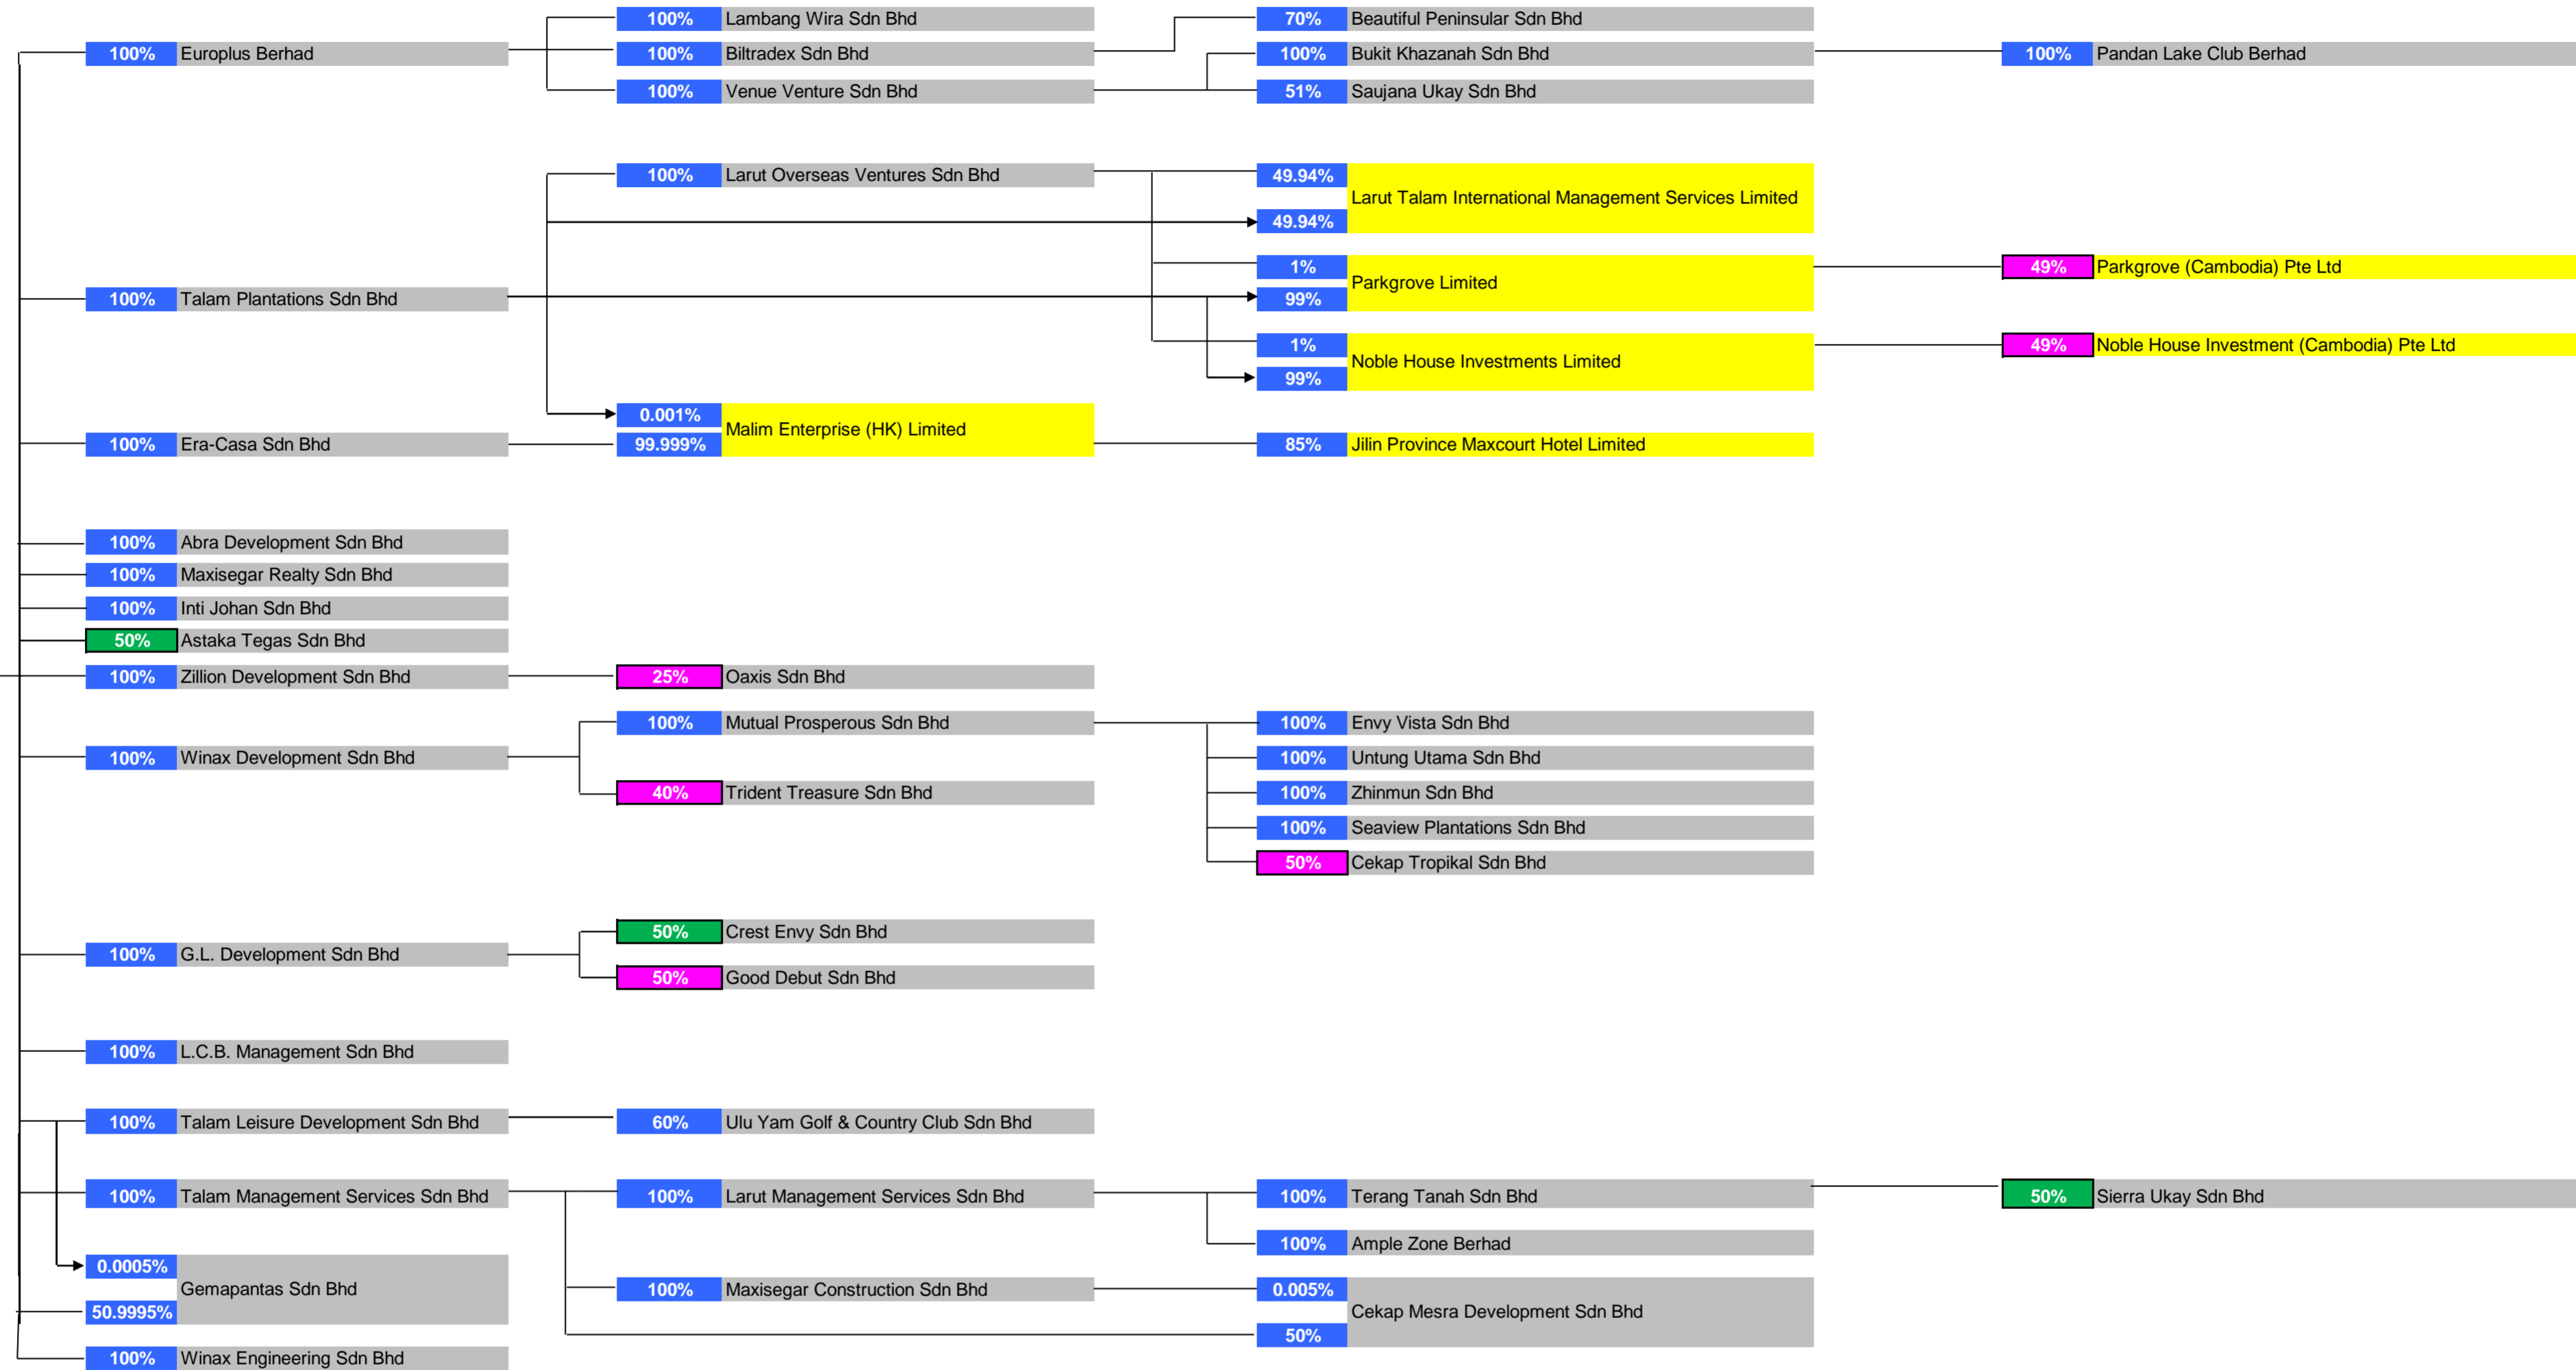 100% Lambang Wira Sdn Bhd 70% Beautiful Peninsular Sdn Bhd
100% Europlus Berhad 100% Biltradex Sdn Bhd 100% Bukit Khazanah Sdn Bhd 100% Pandan Lake Club Berhad
100% Venue Venture Sdn Bhd 51% Saujana Ukay Sdn Bhd
100% Larut Overseas Ventures Sdn Bhd 49.94%
Larut Talam International Management Services Limited
49.94%
1% 49% Parkgrove (Cambodia) Pte Ltd
Parkgrove Limited
100% Talam Plantations Sdn Bhd 99%
1% 49% Noble House Investment (Cambodia) Pte Ltd
Noble House Investments Limited
99%
0.001%
Malim Enterprise (HK) Limited
100% Era-Casa Sdn Bhd 99.999% 85% Jilin Province Maxcourt Hotel Limited
100% Abra Development Sdn Bhd
100% Maxisegar Realty Sdn Bhd
100% Inti Johan Sdn Bhd
50% Astaka Tegas Sdn Bhd
100% Zillion Development Sdn Bhd 25% Oaxis Sdn Bhd
100% Mutual Prosperous Sdn Bhd 100% Envy Vista Sdn Bhd
100% Winax Development Sdn Bhd 100% Untung Utama Sdn Bhd
40% Trident Treasure Sdn Bhd 100% Zhinmun Sdn Bhd
100% Seaview Plantations Sdn Bhd
50% Cekap Tropikal Sdn Bhd
50% Crest Envy Sdn Bhd
100% G.L. Development Sdn Bhd
50% Good Debut Sdn Bhd
100% L.C.B. Management Sdn Bhd
100% Talam Leisure Development Sdn Bhd 60% Ulu Yam Golf & Country Club Sdn Bhd
100% Talam Management Services Sdn Bhd 100% Larut Management Services Sdn Bhd 100% Terang Tanah Sdn Bhd 50% Sierra Ukay Sdn Bhd
100% Ample Zone Berhad
0.0005%
Gemapantas Sdn Bhd 100% Maxisegar Construction Sdn Bhd 0.005%
50.9995% Cekap Mesra Development Sdn Bhd
50%
100% Winax Engineering Sdn Bhd